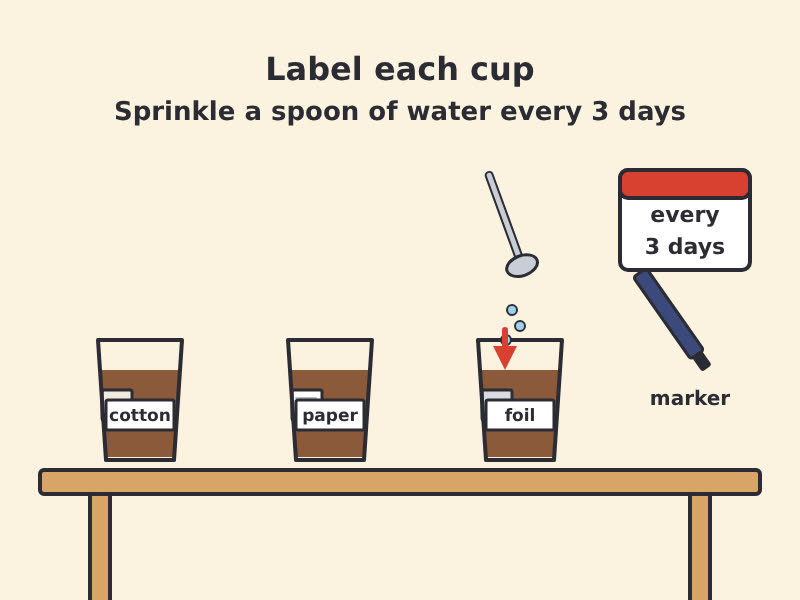 Label each cup
Sprinkle a spoon of water every 3 days
every
3 days
marker
cotton
paper
foil